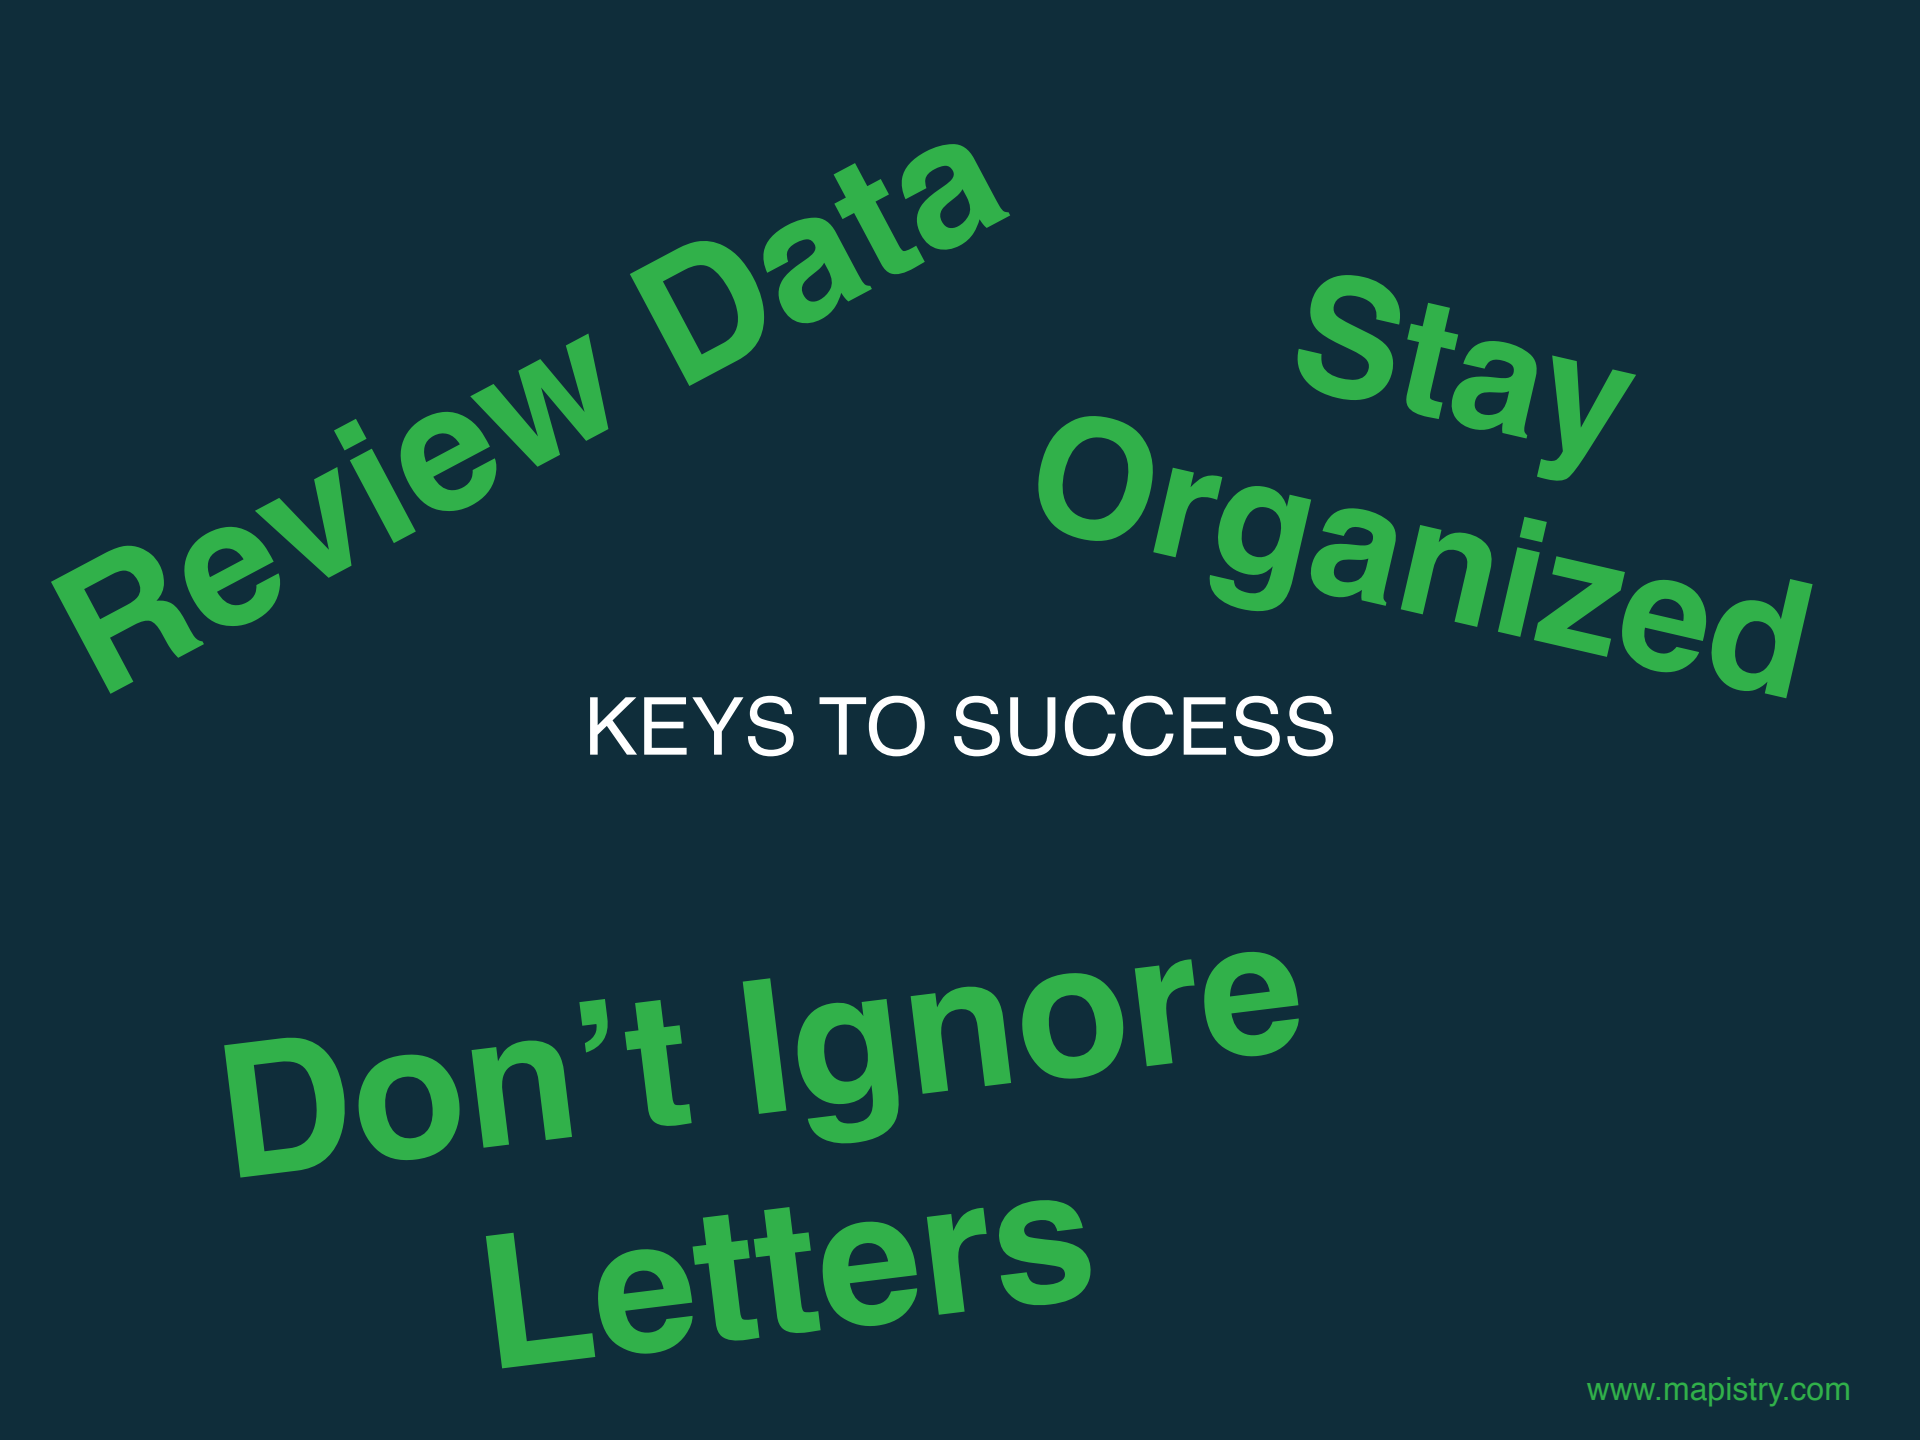 Review Data
Stay
Organized
KEYS TO SUCCESS
Don’t Ignore
Letters
www.mapistry.com